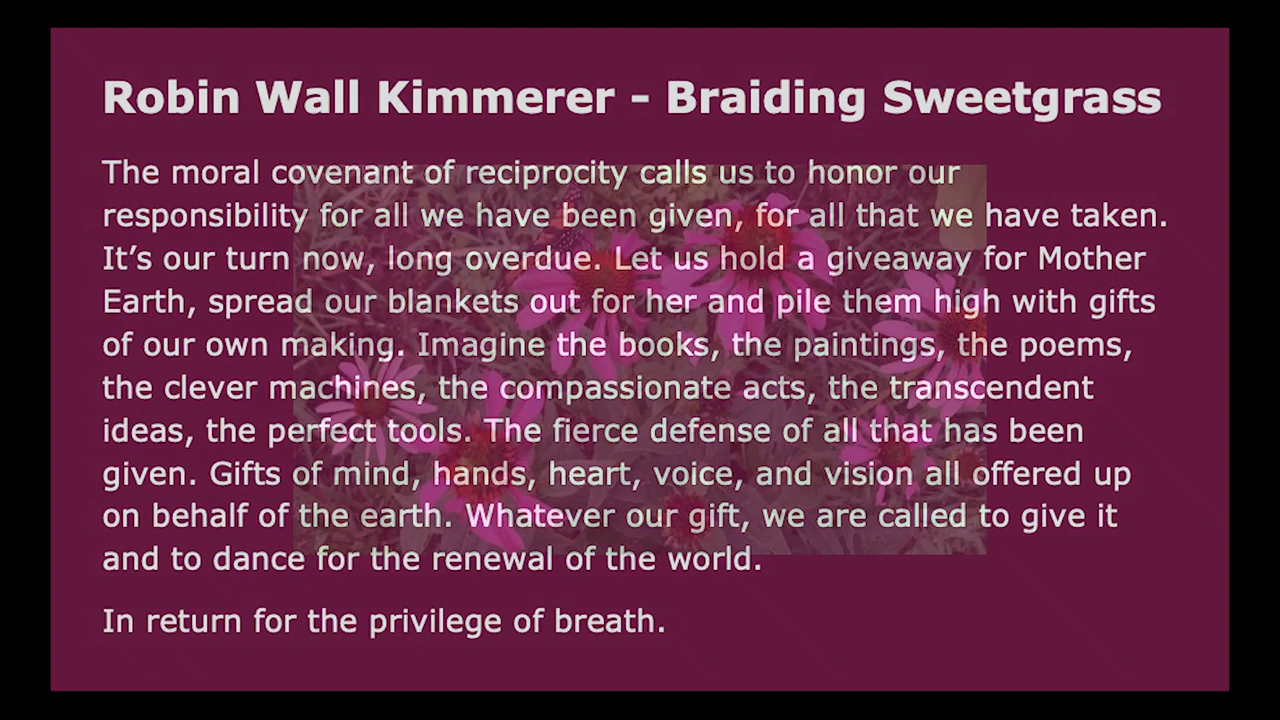 Robin Wall Kimmerer - Braiding Sweetgrass
The moral covenant of reciprocity calls us to honor our
responsibility for all we have been given, for all that we have taken.
It’s our turn now, long overdue. Let us hold a giveaway for Mother
Earth, spread our blankets out for her and pile them high with gifts
of our own making. Imagine the books, the paintings, the poems,
the clever machines, the compassionate acts, the transcendent
ideas, the perfect tools. The fierce defense of all that has been
given. Gifts of mind, hands, heart, voice, and vision all offered up
on behalf of the earth. Whatever our gift, we are called to give it
and to dance for the renewal of the world.
In return for the privilege of breath.